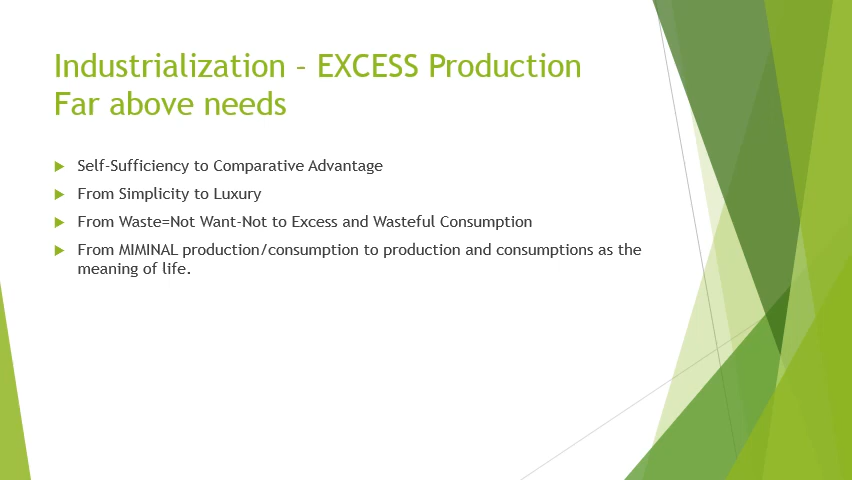 Industrialization – EXCESS Production
Far above needs
Self-Sufficiency to Comparative Advantage
From Simplicity to Luxury
From Waste=Not Want-Not to Excess and Wasteful Consumption
From MIMINAL production/consumption to production and consumptions as the
meaning of life.